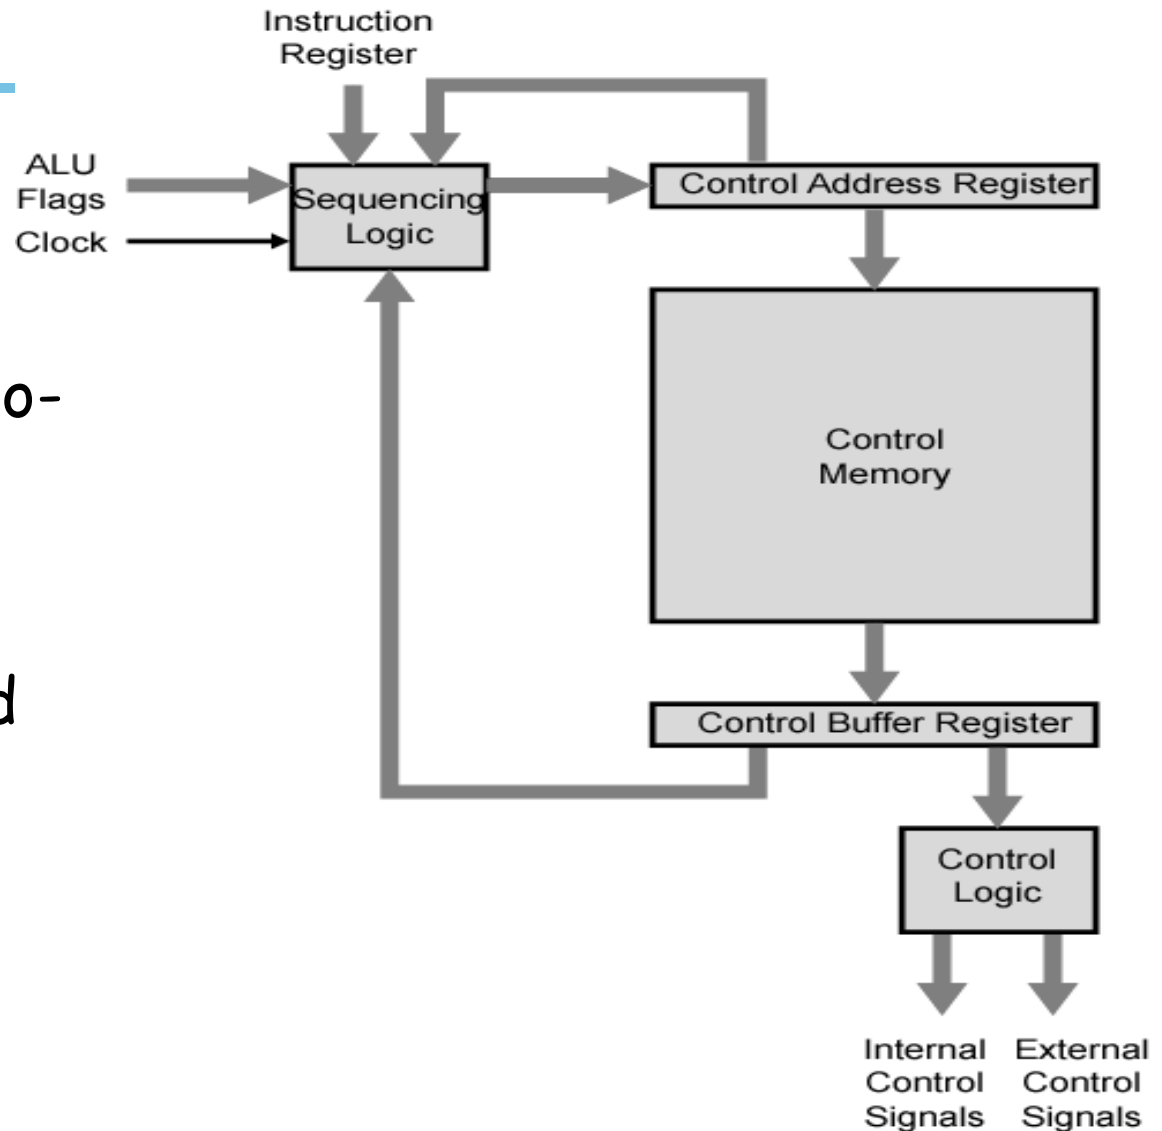 Instruction
Register
ALU
Flags
Clock
Sequencing
Logic
Control Address Register
o-
Control
Memory
d
Control Buffer Register
Control
Logic
Internal
Control
Signals
External
Control
Signals